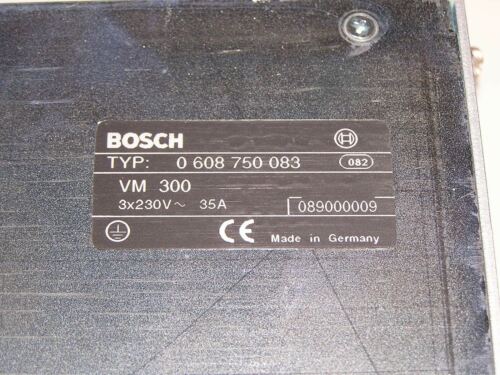 BOSCH
TYP: 0 608 750 083 082
VM 300
3x230V~ 35A 089000009
CE Made in Germany